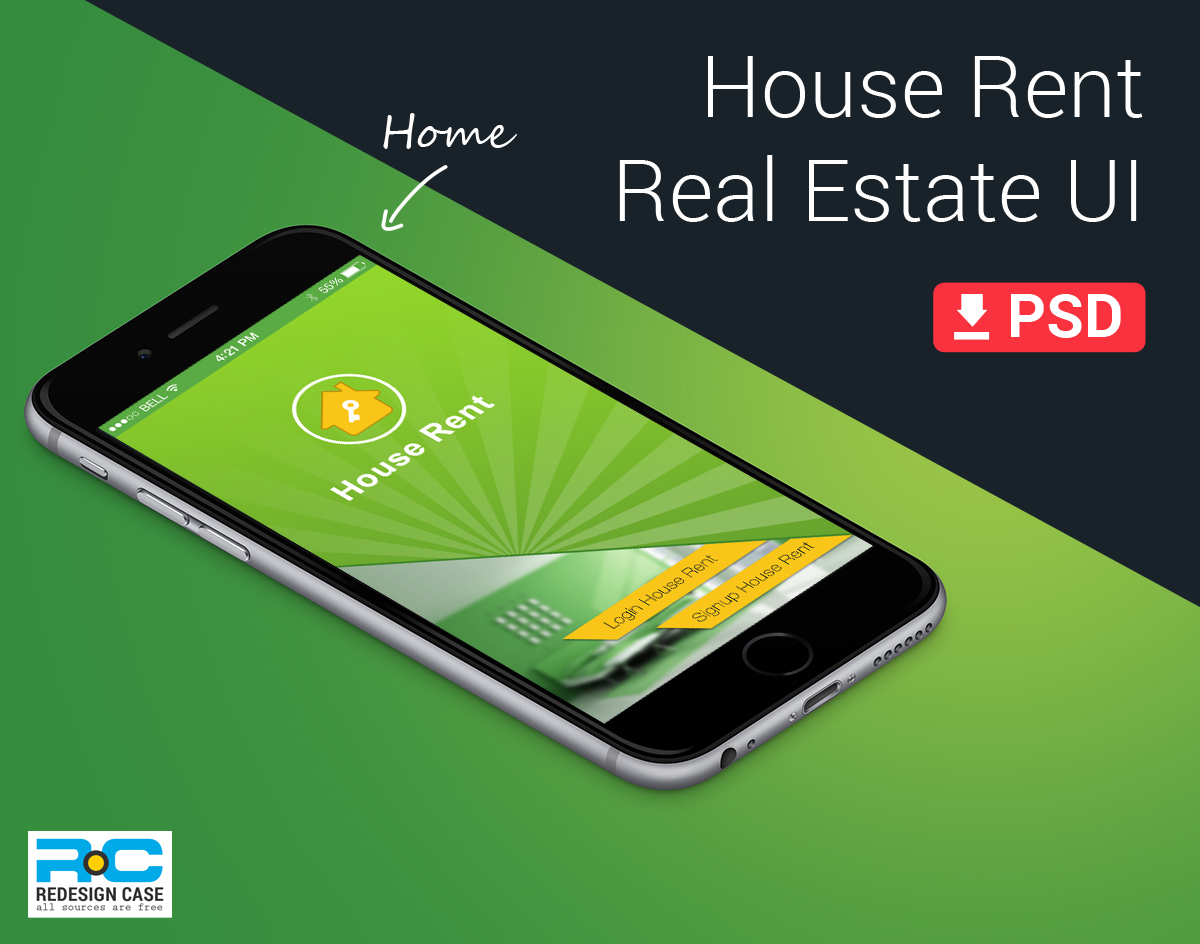 House Rent
Real Estate UI
PSD
Home
BELL
4:21 PM
55%
House Rent
Login House Rent
Signup House Rent
RC
REDESIGN CASE
all sources are free